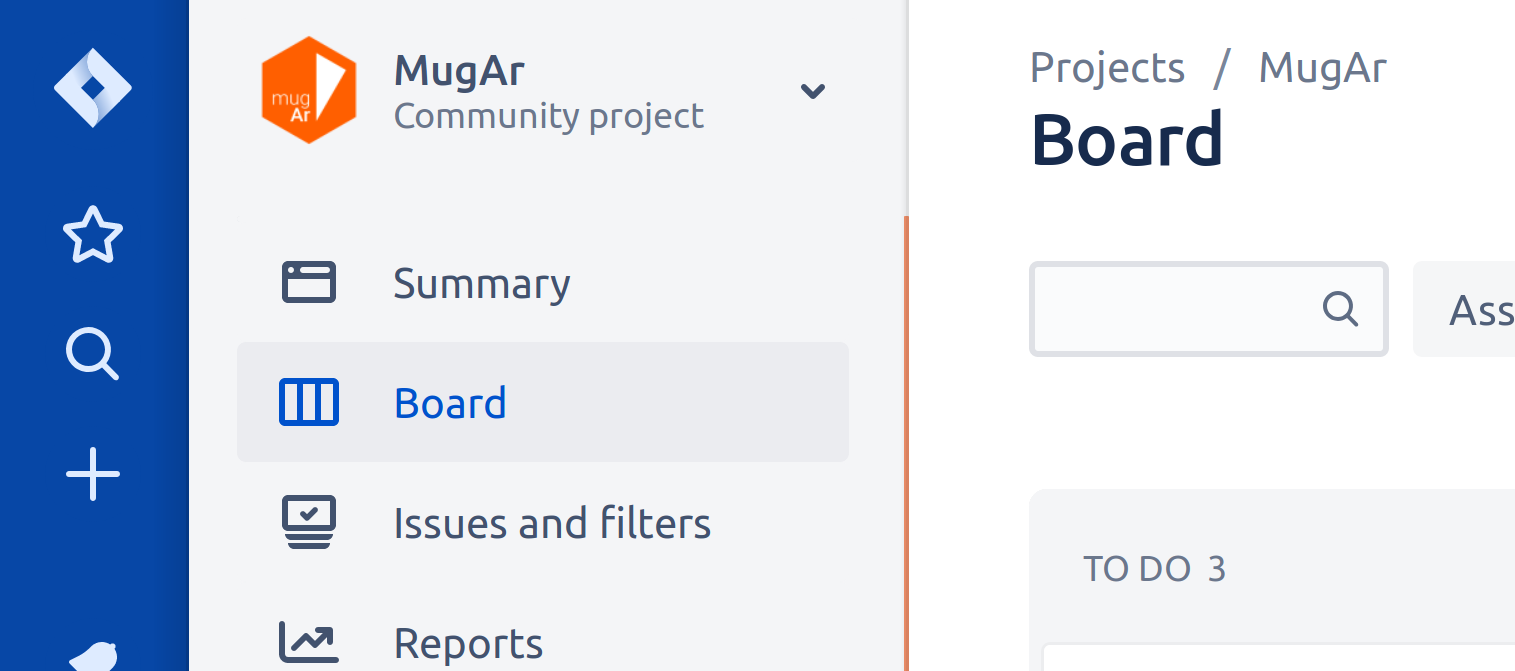 mug
Ar
MugAr
Community project
Summary
Board
Issues and filters
Reports
Projects / MugAr
Board
Ass
TO DO 3